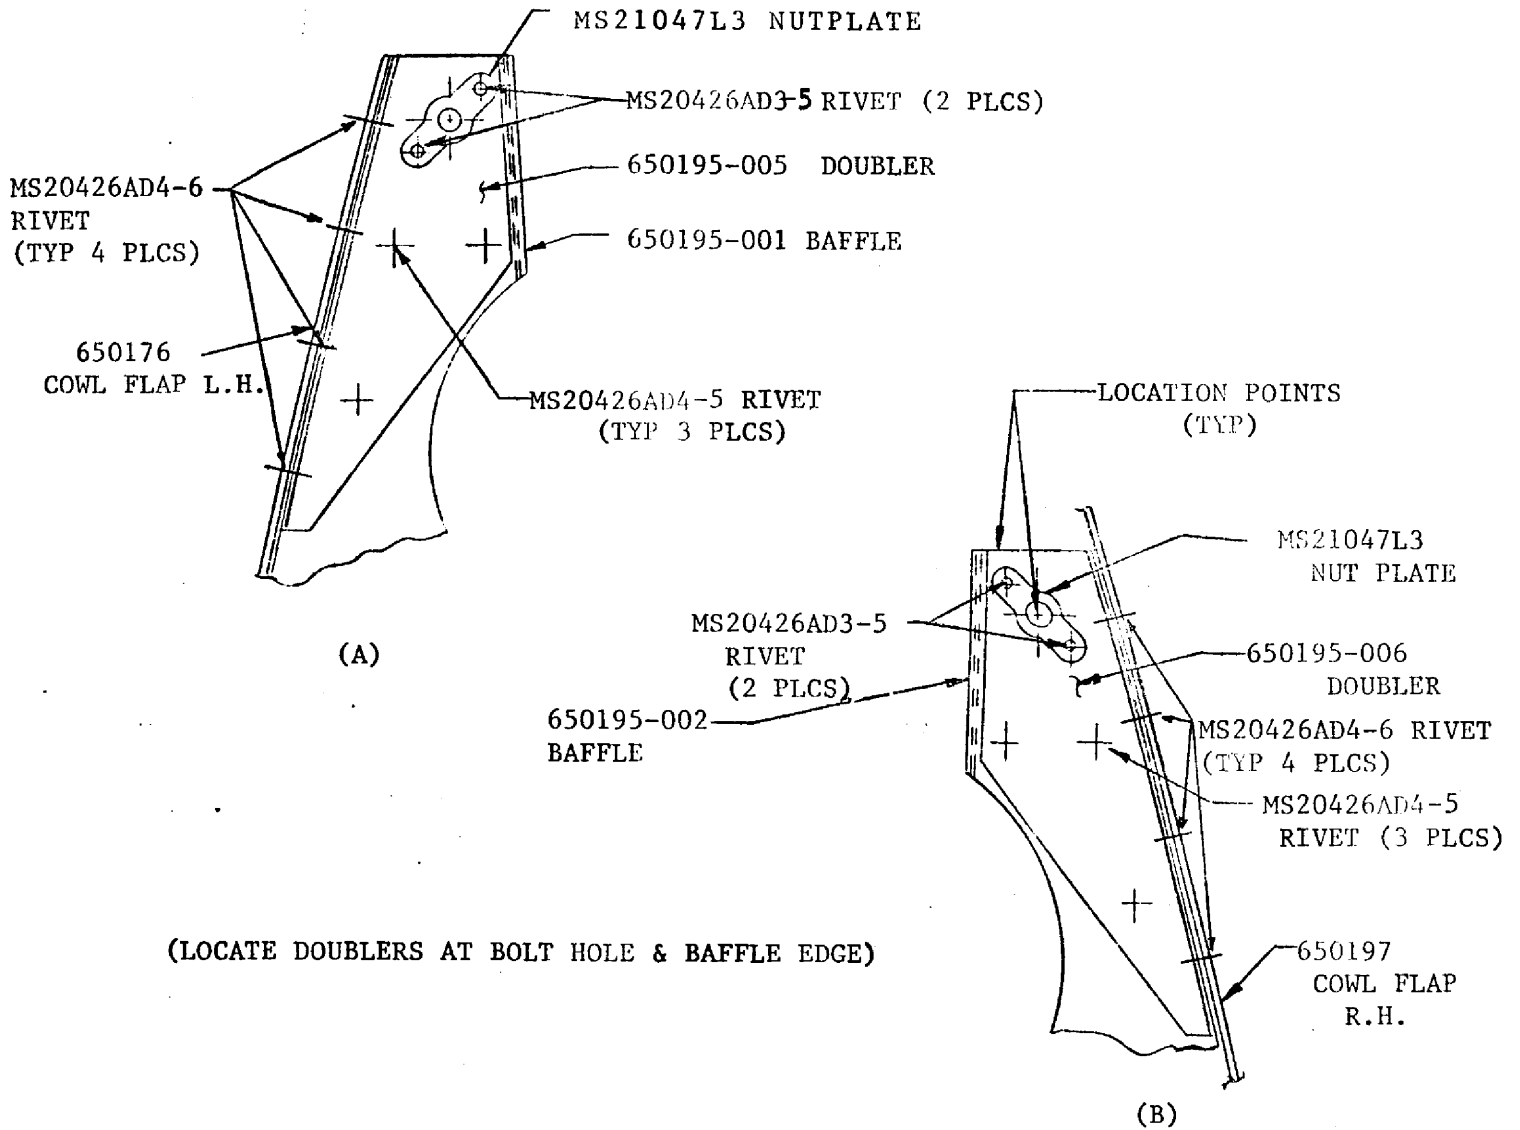 MS21047L3 NUTPLATE
MS20426AD3-5 RIVET (2 PLCS)
650195-005 DOUBLER
MS20426AD4-6
RIVET
(TYP 4 PLCS)
650195-001 BAFFLE
650176
COWL FLAP L.H.
MS20426AD4-5 RIVET
(TYP 3 PLCS)
(A)
LOCATION POINTS
(TYP)
MS21047L3
NUT PLATE
MS20426AD3-5
RIVET
(2 PLCS)
650195-006
DOUBLER
650195-002
BAFFLE
MS20426AD4-6 RIVET
(TYP 4 PLCS)
MS20426AD4-5
RIVET (3 PLCS)
(LOCATE DOUBLERS AT BOLT HOLE & BAFFLE EDGE)
650197
COWL FLAP
R.H.
(B)